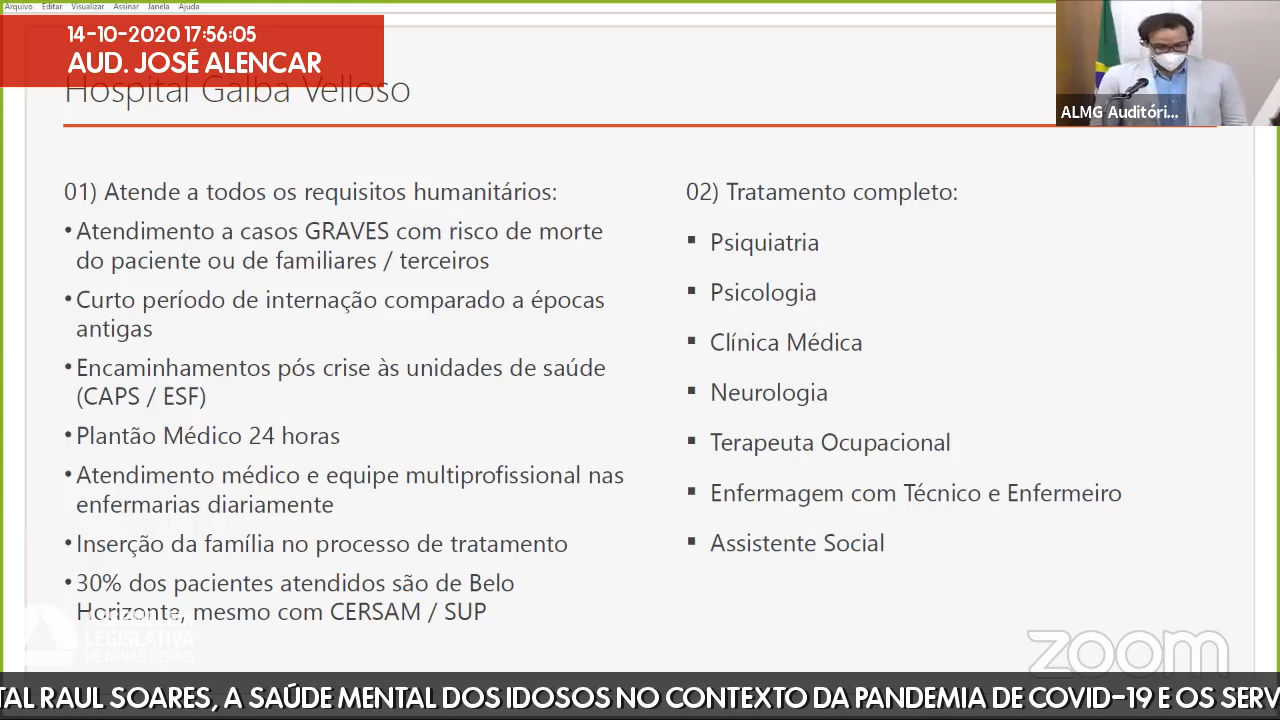 Arquivo Editar Visualizar Assinar Janela Ajuda
14-10-2020 17:56:05
AUD. JOSÉ ALENCAR
Hospital Galba Velloso
ALMG Auditóri...
01) Atende a todos os requisitos humanitários:
•Atendimento a casos GRAVES com risco de morte
do paciente ou de familiares / terceiros
•Curto período de internação comparado a épocas
antigas
•Encaminhamentos pós crise às unidades de saúde
(CAPS / ESF)
•Plantão Médico 24 horas
•Atendimento médico e equipe multiprofissional nas
enfermarias diariamente
•Inserção da família no processo de tratamento
•30% dos pacientes atendidos são de Belo
Horizonte, mesmo com CERSAM / SUP
02) Tratamento completo:
▪ Psiquiatria
▪ Psicologia
▪ Clínica Médica
▪ Neurologia
▪ Terapeuta Ocupacional
▪ Enfermagem com Técnico e Enfermeiro
▪ Assistente Social
ASSEMBLEIA
LEGISLATIVA
DE MINAS GERAIS
zoom
TAL RAUL SOARES, A SAÚDE MENTAL DOS IDOSOS NO CONTEXTO DA PANDEMIA DE COVID-19 E OS SERV